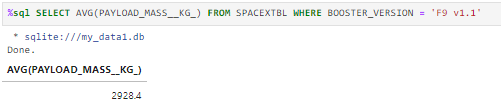 %sql SELECT AVG(PAYLOAD_MASS__KG_) FROM SPACEXTBL WHERE BOOSTER_VERSION = 'F9 v1.1'
* sqlite:///my_data1.db
Done.
AVG(PAYLOAD_MASS__KG_)
2928.4